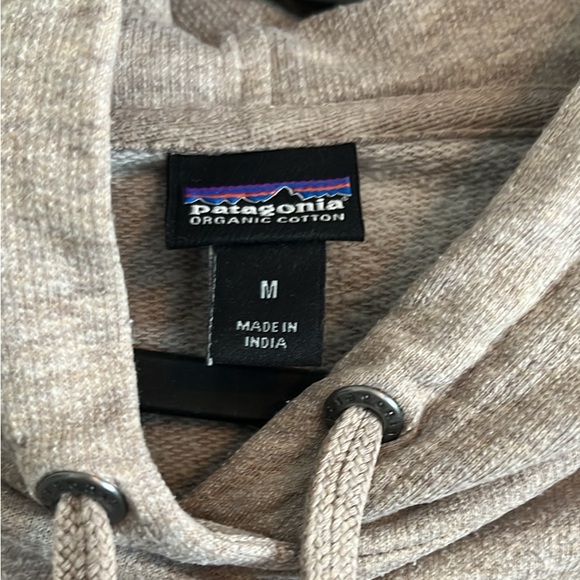 patagonia®
ORGANIC COTTON
M
MADE IN
INDIA